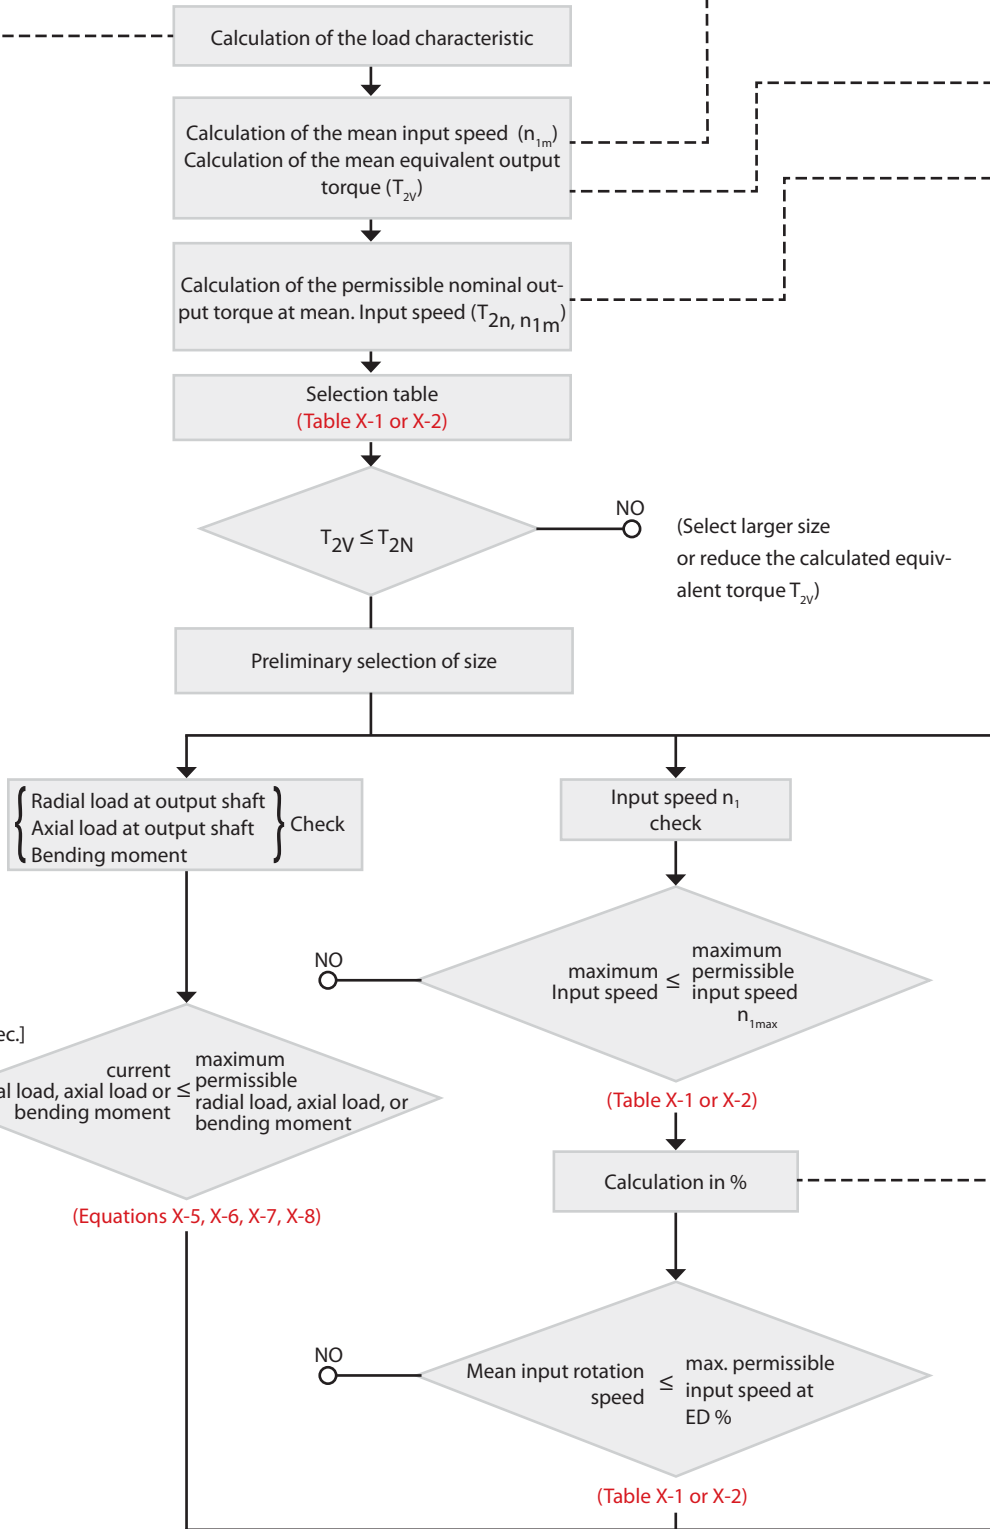 Calculation of the load characteristic
Calculation of the mean input speed (n1m)
Calculation of the mean equivalent output
torque (T2V)
Calculation of the permissible nominal out-
put torque at mean. Input speed (T2n, n1m)
Selection table
(Table X-1 or X-2)
T2V ≤ T2N
NO
(Select larger size
or reduce the calculated equiv-
alent torque T2V)
Preliminary selection of size
Radial load at output shaft
Axial load at output shaft
Bending moment
Check
Input speed n1
check
NO
maximum
Input speed
≤
maximum
permissible
input speed
n1max
(Table X-1 or X-2)
ec.]
current
al load, axial load or
bending moment
≤
maximum
permissible
radial load, axial load, or
bending moment
(Equations X-5, X-6, X-7, X-8)
Calculation in %
NO
Mean input rotation
speed
≤
max. permissible
input speed at
ED %
(Table X-1 or X-2)